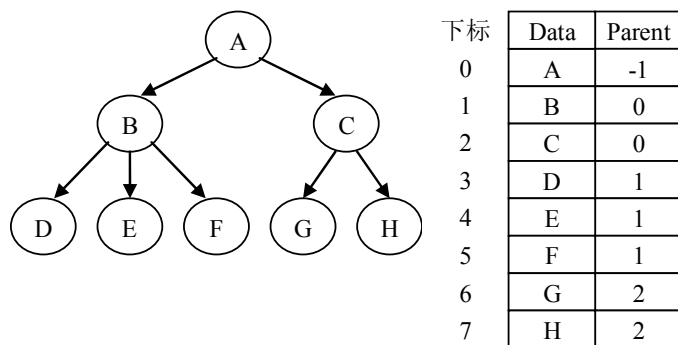 A
B
C
D
E
F
G
H
下标 Data Parent
0 A -1
1 B 0
2 C 0
3 D 1
4 E 1
5 F 1
6 G 2
7 H 2